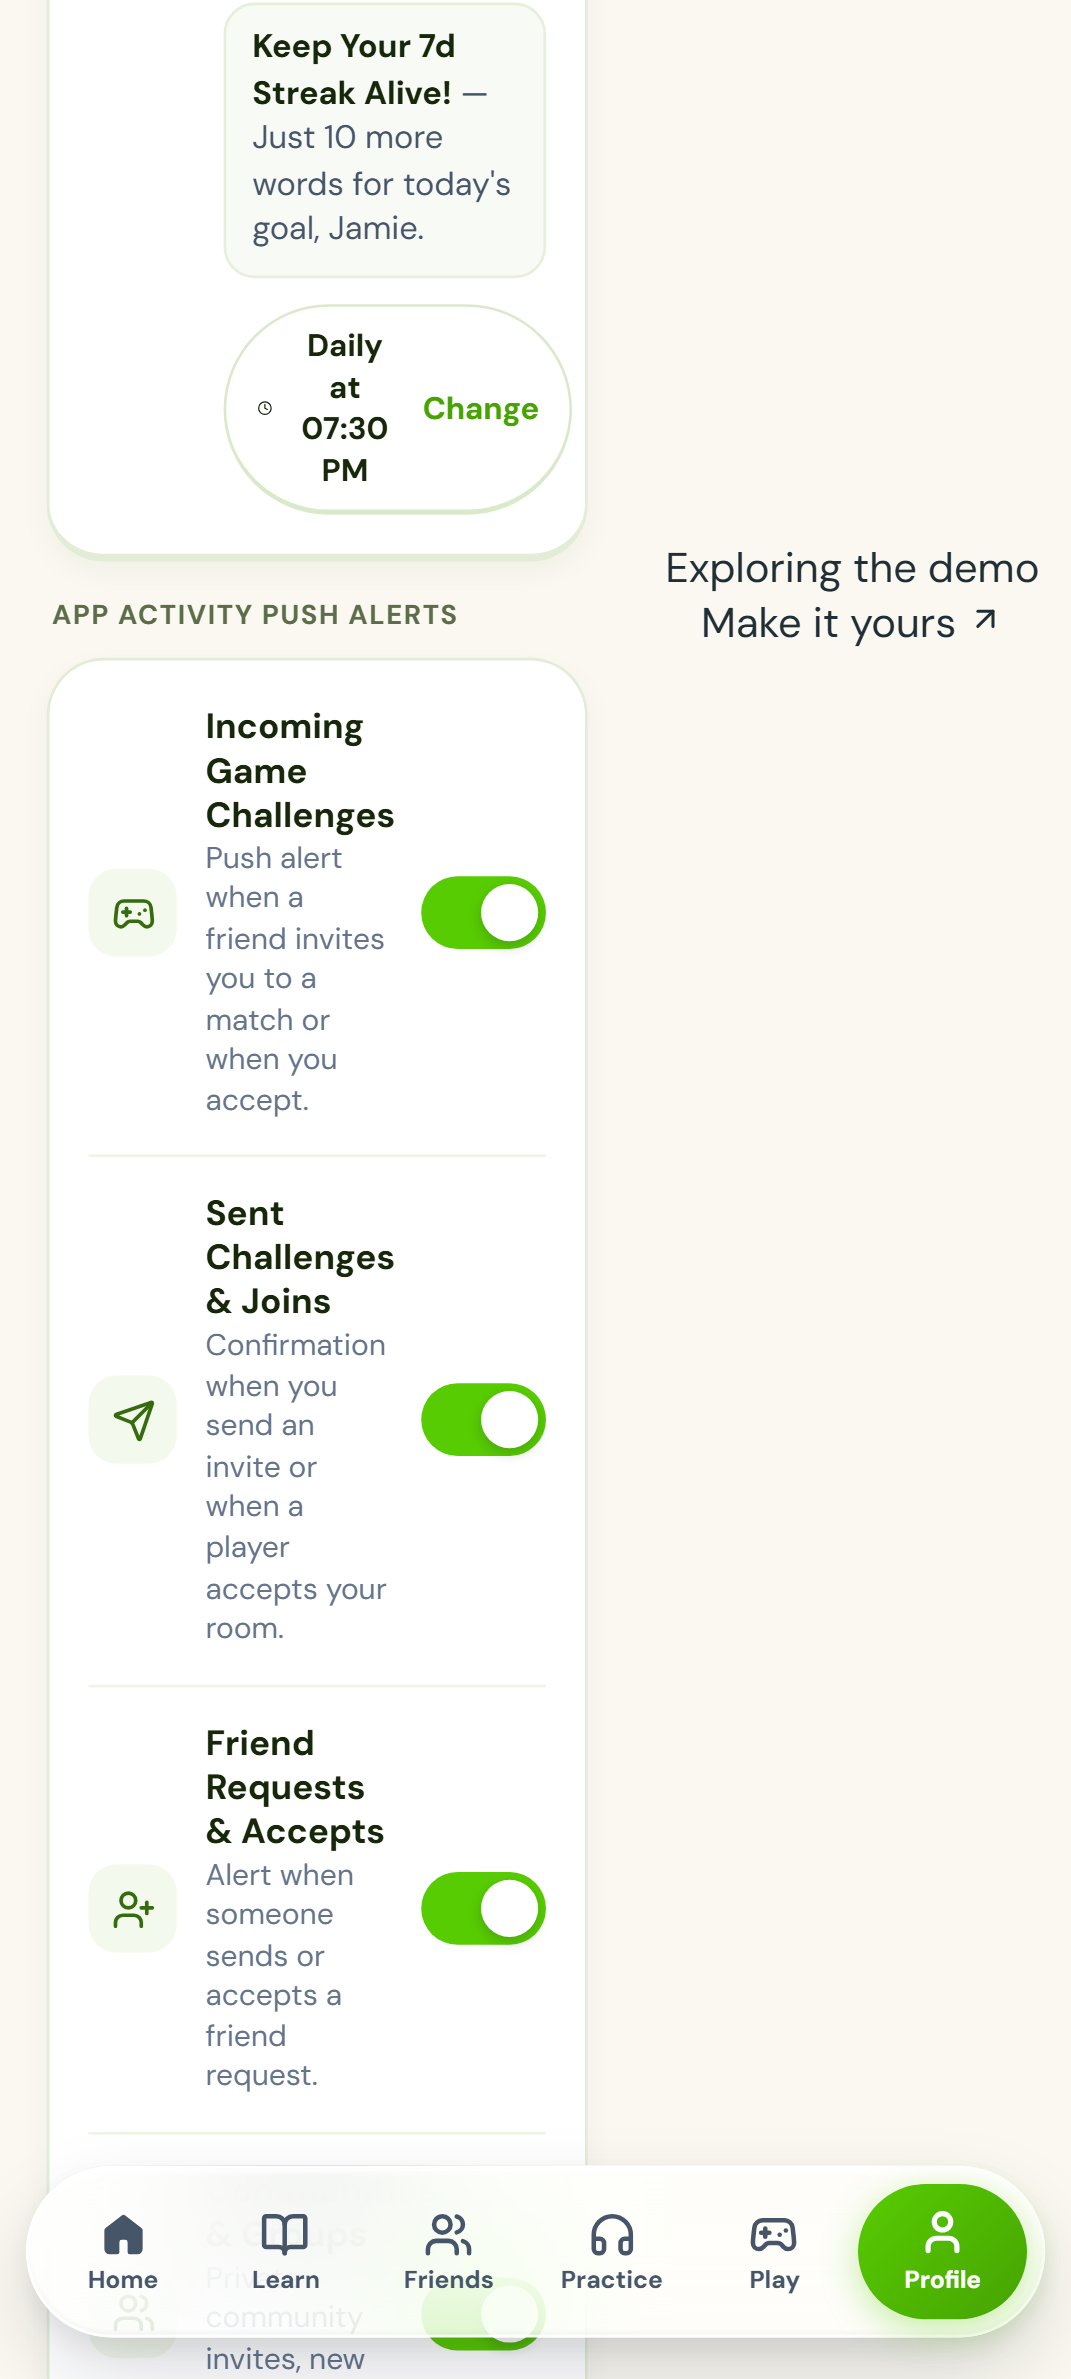 Keep Your 7d
Streak Alive! —
Just 10 more
words for today's
goal, Jamie.
Daily
at
07:30
PM
Change
Exploring the demo
Make it yours ↗
APP ACTIVITY PUSH ALERTS
Incoming
Game
Challenges
Push alert
when a
friend invites
you to a
match or
when you
accept.
Sent
Challenges
& Joins
Confirmation
when you
send an
invite or
when a
player
accepts your
room.
Friend
Requests
& Accepts
Alert when
someone
sends or
accepts a
friend
request.
& Groups
community
invites, new
Home
Learn
Friends
Practice
Play
Profile